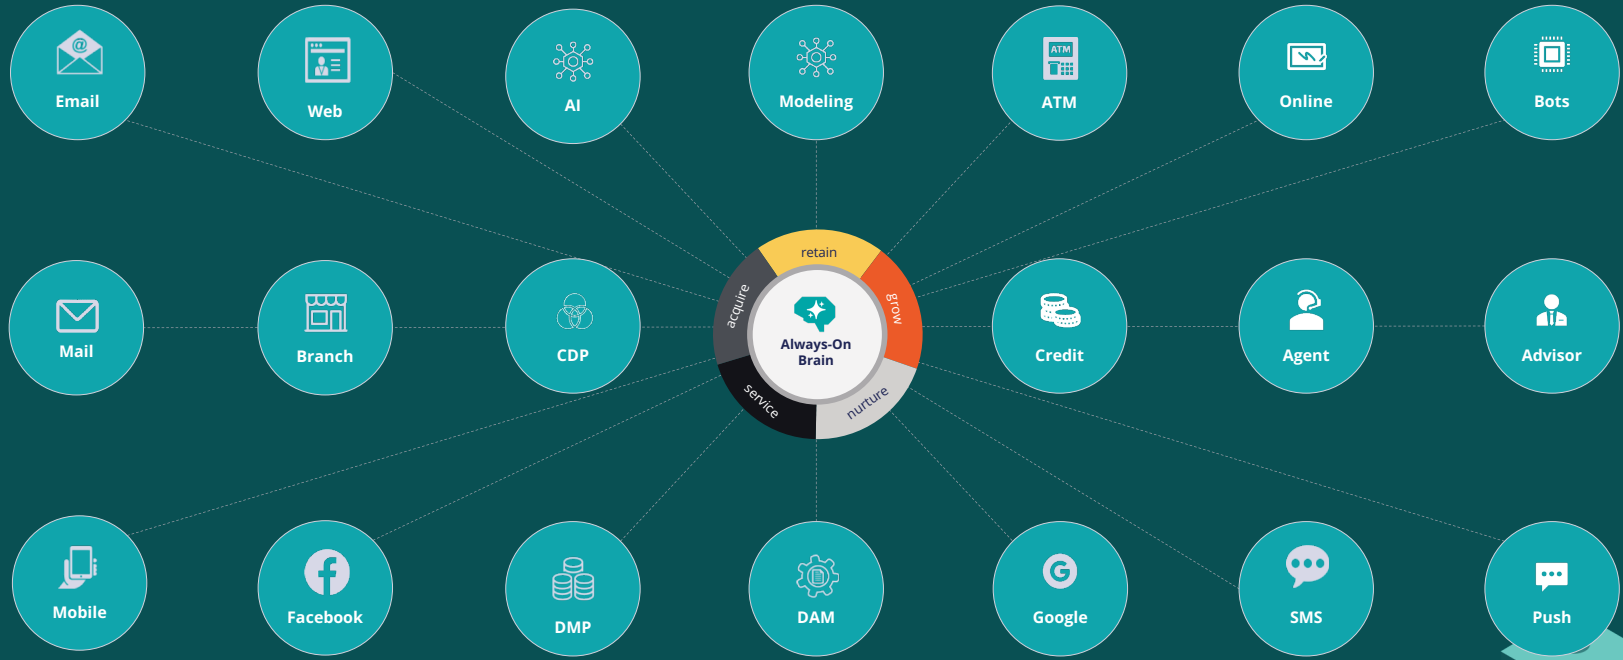 @
ATM
Email
Web
AI
Modeling
ATM
Online
Bots
retain
acquire
grow
Always-On
Brain
service
nurture
Mail
Branch
CDP
Credit
Agent
Advisor
G
Mobile
Facebook
DMP
DAM
Google
SMS
Push